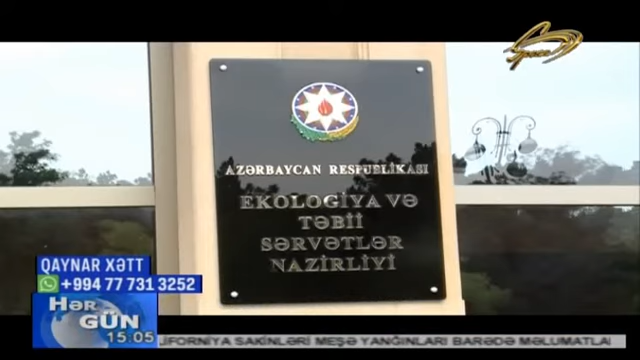 Space
AZƏRBAYCAN RESPUBLİKASI
EKOLOGİYA VƏ
TƏBİİ
SƏRVƏTLƏR
NAZİRLİYİ
QAYNAR XƏTT
+994 77 731 3252
HƏR
GÜN
15:05
LİFORNİYA SAKİNLƏRİ MEŞƏ YANĞINLARI BARƏDƏ MƏLUMATLA